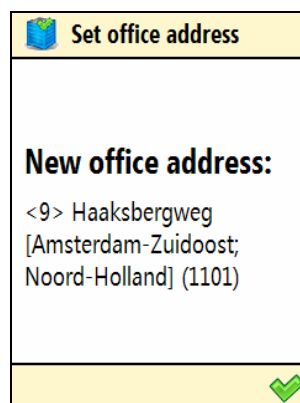 Set office address
New office address:
<9> Haaksbergweg
[Amsterdam-Zuidoost;
Noord-Holland] (1101)